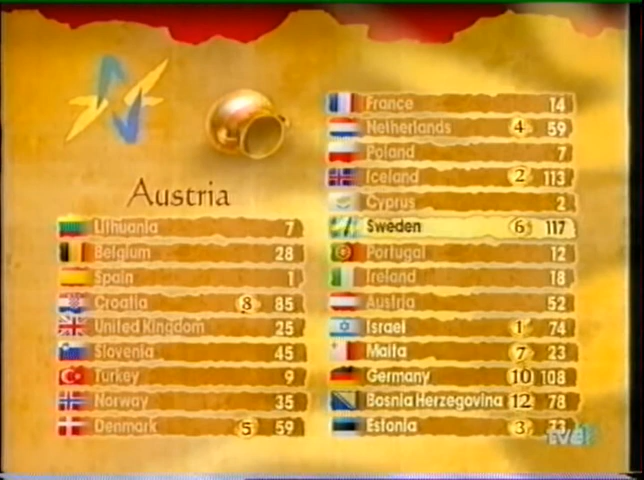 Austria
Lithuania 7
Belgium 28
Spain 1
Croatia 8 85
United Kingdom 25
Slovenia 45
Turkey 9
Norway 35
Denmark 5 59
France 14
Netherlands 4 59
Poland 7
Iceland 2 113
Cyprus 2
Sweden 6 117
Portugal 12
Ireland 18
Austria 52
Israel 1 74
Malta 7 23
Germany 10 108
Bosnia Herzegovina 12 78
Estonia 3 73
tve